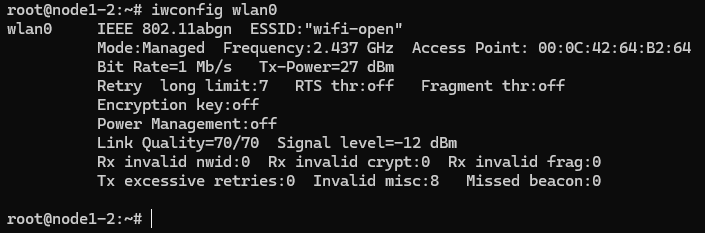 root@node1-2:~# iwconfig wlan0
wlan0     IEEE 802.11abgn  ESSID:"wifi-open"
          Mode:Managed  Frequency:2.437 GHz  Access Point: 00:0C:42:64:B2:64
          Bit Rate=1 Mb/s   Tx-Power=27 dBm
          Retry  long limit:7   RTS thr:off   Fragment thr:off
          Encryption key:off
          Power Management:off
          Link Quality=70/70  Signal level=-12 dBm
          Rx invalid nwid:0  Rx invalid crypt:0  Rx invalid frag:0
          Tx excessive retries:0  Invalid misc:8   Missed beacon:0
root@node1-2:~#